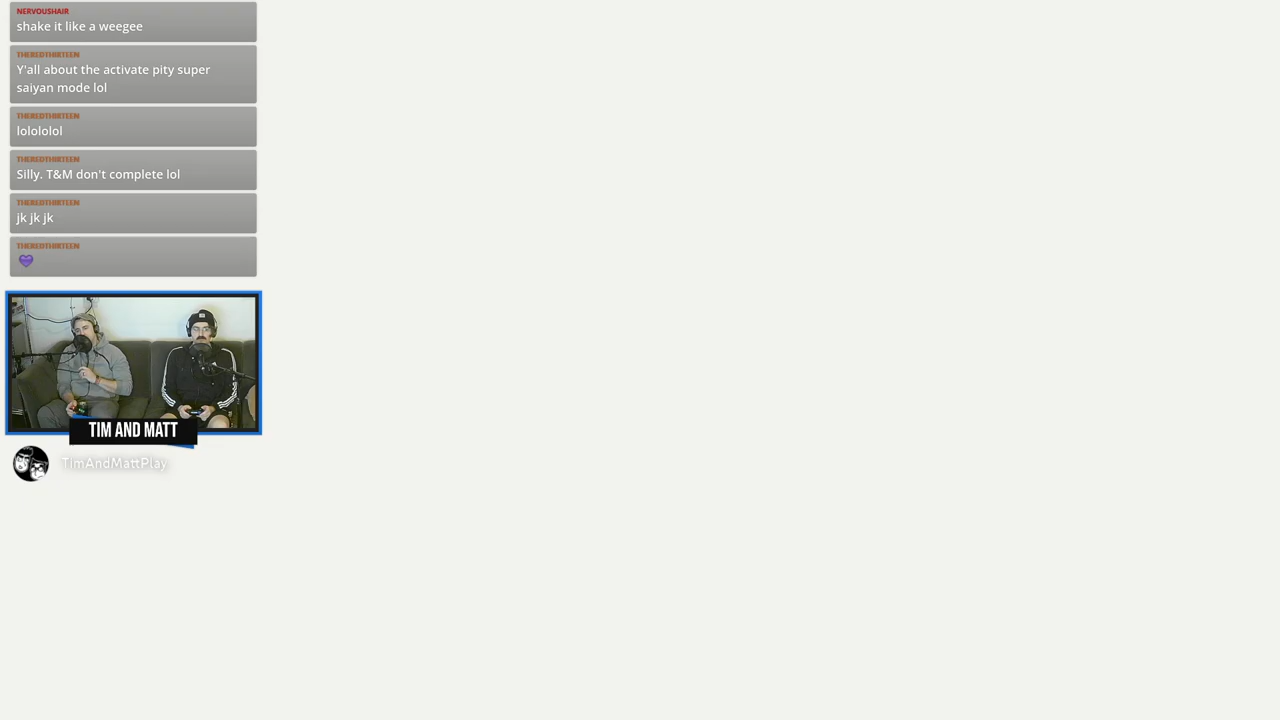 NERVOUSHAIR
shake it like a weegee
THEREDTHIRTEEN
Y'all about the activate pity super
saiyan mode lol
THEREDTHIRTEEN
lolololol
THEREDTHIRTEEN
Silly. T&M don't complete lol
THEREDTHIRTEEN
jk jk jk
THEREDTHIRTEEN
💜
TIM AND MATT
TimAndMattPlay